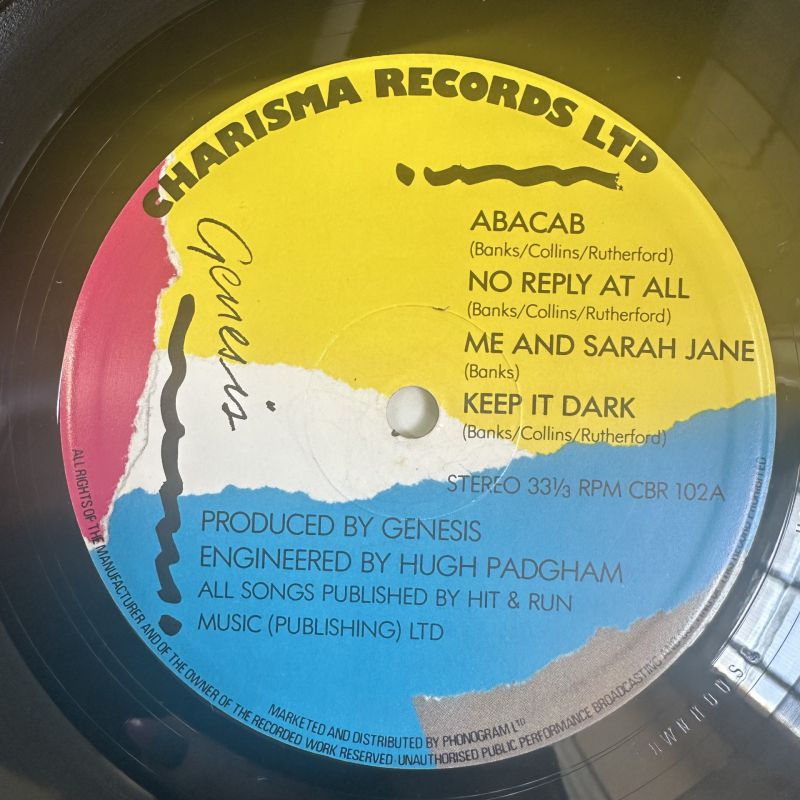 CHARISMA RECORDS LTD
Genesis
ABACAB
(Banks/Collins/Rutherford)
NO REPLY AT ALL
(Banks/Collins/Rutherford)
ME AND SARAH JANE
(Banks)
KEEP IT DARK
(Banks/Collins/Rutherford)
STEREO 33⅓ RPM CBR 102A
PRODUCED BY GENESIS
ENGINEERED BY HUGH PADGHAM
ALL SONGS PUBLISHED BY HIT & RUN
MUSIC (PUBLISHING) LTD
ALL RIGHTS OF THE MANUFACTURER AND OF THE OWNER OF THE RECORDED WORK RESERVED UNAUTHORISED PUBLIC PERFORMANCE BROADCASTING AND
MARKETED AND DISTRIBUTED BY PHONOGRAM LTD